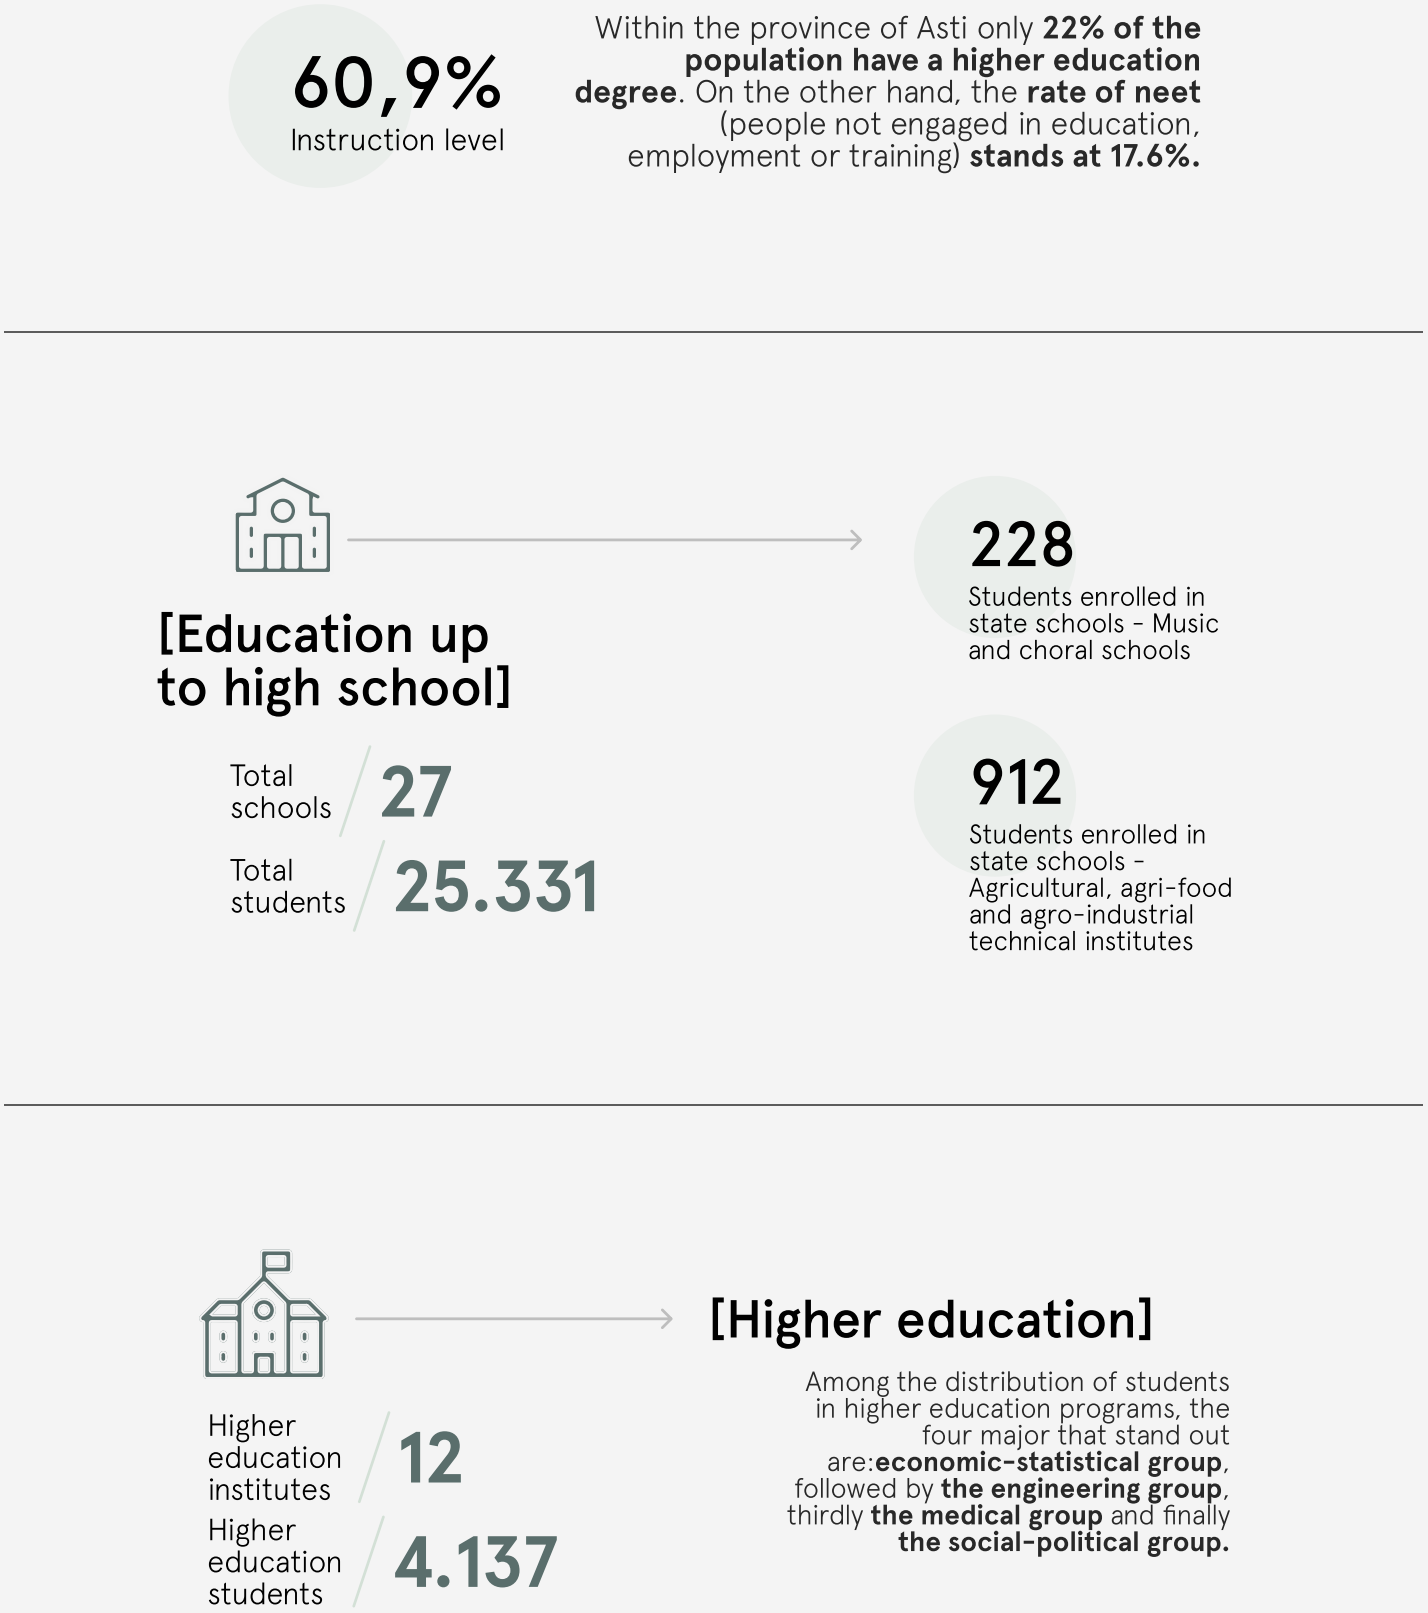 60,9%
Instruction level
Within the province of Asti only 22% of the
population have a higher education
degree. On the other hand, the rate of neet
(people not engaged in education,
employment or training) stands at 17.6%.
[Education up
to high school]
Total
schools
27
Total
students
25.331
228
Students enrolled in
state schools - Music
and choral schools
912
Students enrolled in
state schools -
Agricultural, agri-food
and agro-industrial
technical institutes
[Higher education]
Among the distribution of students
in higher education programs, the
four major that stand out
are:economic-statistical group,
followed by the engineering group,
thirdly the medical group and finally
the social-political group.
Higher
education
institutes
12
Higher
education
students
4.137